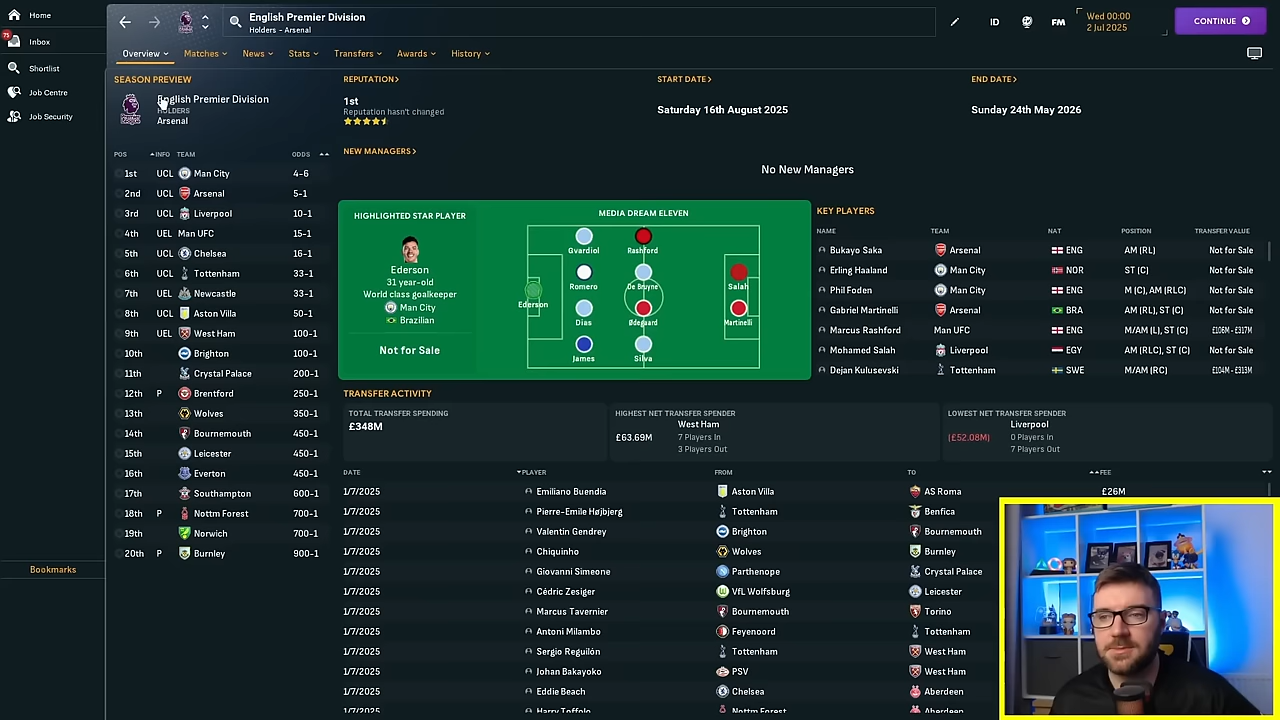 Home
75
Inbox
Shortlist
Job Centre
Job Security
Bookmarks
English Premier Division
Holders - Arsenal
ID
FM
Wed 00:00
2 Jul 2025
CONTINUE
Overview
Matches
News
Stats
Transfers
Awards
History
SEASON PREVIEW
English Premier Division
HOLDERS
Arsenal
REPUTATION>
1st
Reputation hasn't changed
START DATE>
Saturday 16th August 2025
END DATE>
Sunday 24th May 2026
NEW MANAGERS>
No New Managers
POS INFO TEAM ODDS
1st UCL Man City 4-6
2nd UCL Arsenal 5-1
3rd UCL Liverpool 10-1
4th UEL Man UFC 15-1
5th UCL Chelsea 16-1
6th UCL Tottenham 33-1
7th UEL Newcastle 33-1
8th UCL Aston Villa 50-1
9th UEL West Ham 100-1
10th Brighton 100-1
11th Crystal Palace 200-1
12th P Brentford 250-1
13th Wolves 350-1
14th Bournemouth 450-1
15th Leicester 450-1
16th Everton 450-1
17th Southampton 600-1
18th P Nottm Forest 700-1
19th Norwich 700-1
20th P Burnley 900-1
HIGHLIGHTED STAR PLAYER
Ederson
31 year-old
World class goalkeeper
Man City
Brazilian
Not for Sale
MEDIA DREAM ELEVEN
Gvardiol
Rashford
Romero
De Bruyne
Salah
Ederson
Dias
Ødegaard
Martinelli
James
Silva
KEY PLAYERS
NAME TEAM NAT POSITION TRANSFER VALUE
Bukayo Saka Arsenal ENG AM (RL) Not for Sale
Erling Haaland Man City NOR ST (C) Not for Sale
Phil Foden Man City ENG M (C), AM (RLC) Not for Sale
Gabriel Martinelli Arsenal BRA AM (RL), ST (C) Not for Sale
Marcus Rashford Man UFC ENG M/AM (L), ST (C) £106M - £317M
Mohamed Salah Liverpool EGY AM (RLC), ST (C) Not for Sale
Dejan Kulusevski Tottenham SWE M/AM (RC) £104M - £313M
TRANSFER ACTIVITY
TOTAL TRANSFER SPENDING
£348M
HIGHEST NET TRANSFER SPENDER
West Ham
£63.69M
7 Players In
3 Players Out
LOWEST NET TRANSFER SPENDER
Liverpool
(£52.08M)
0 Players In
7 Players Out
DATE PLAYER FROM TO FEE
1/7/2025 Emiliano Buendía Aston Villa AS Roma £26M
1/7/2025 Pierre-Emile Højbjerg Tottenham Benfica
1/7/2025 Valentin Gendrey Brighton Bournemouth
1/7/2025 Chiquinho Wolves Burnley
1/7/2025 Giovanni Simeone Parthenope Crystal Palace
1/7/2025 Cédric Zesiger VfL Wolfsburg Leicester
1/7/2025 Marcus Tavernier Bournemouth Torino
1/7/2025 Antoni Milambo Feyenoord Tottenham
1/7/2025 Sergio Reguilón Tottenham West Ham
1/7/2025 Johan Bakayoko PSV West Ham
1/7/2025 Eddie Beach Chelsea Aberdeen
1/7/2025 Harry Toffolo Nottm Forest Aberdeen